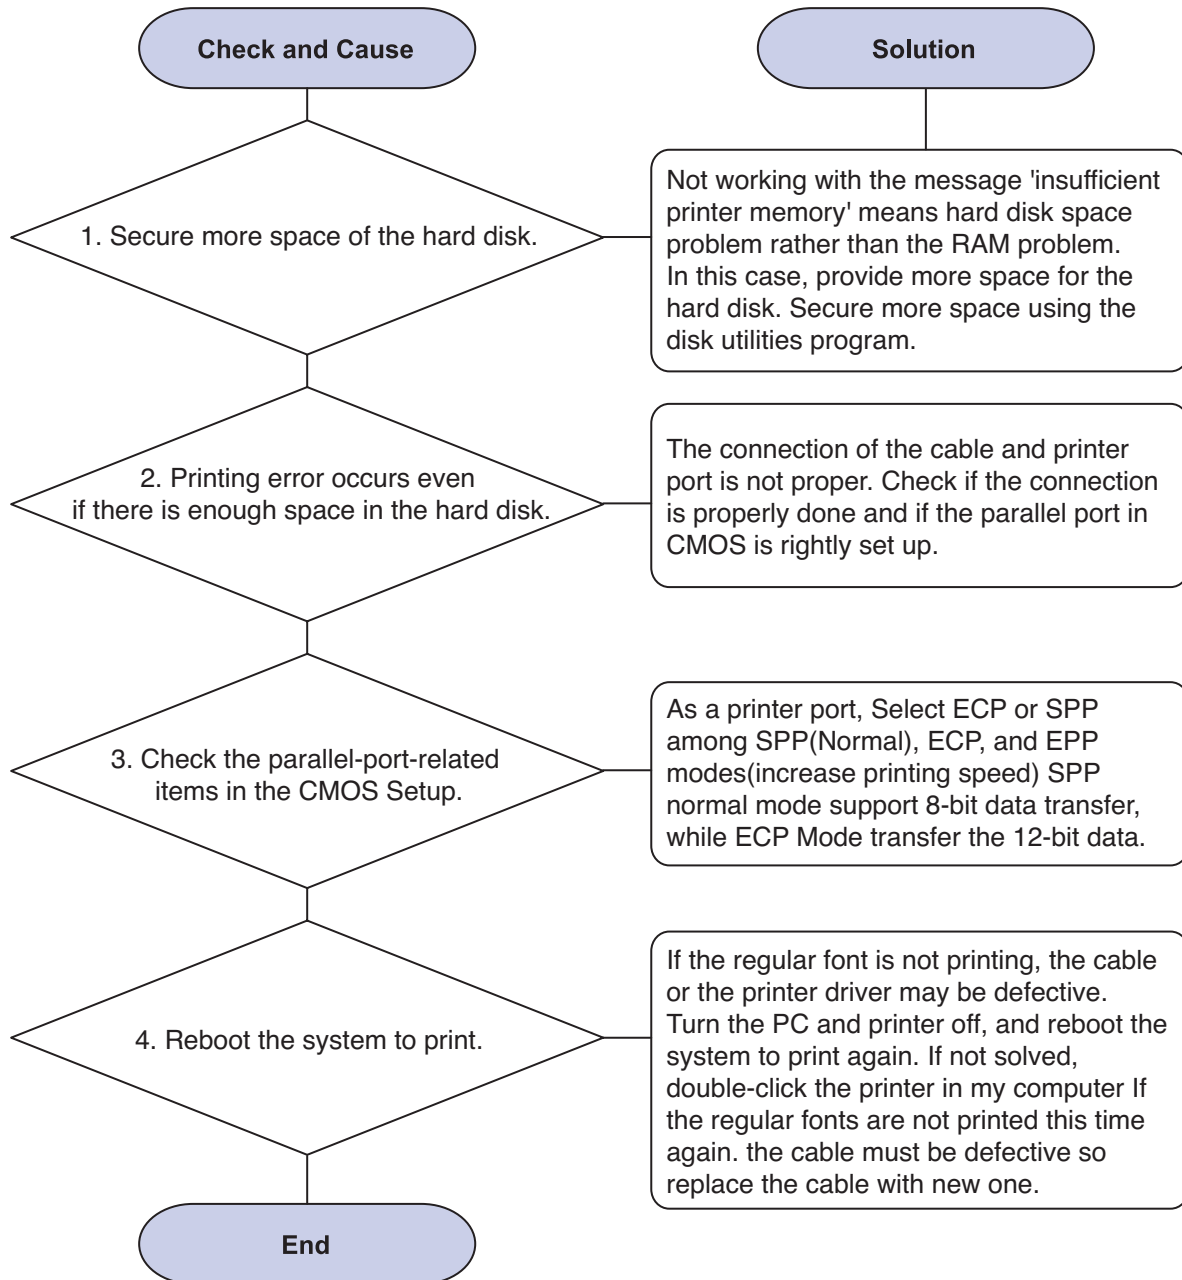 Check and Cause
Solution
1. Secure more space of the hard disk.
Not working with the message 'insufficient
printer memory' means hard disk space
problem rather than the RAM problem.
In this case, provide more space for the
hard disk. Secure more space using the
disk utilities program.
2. Printing error occurs even
if there is enough space in the hard disk.
The connection of the cable and printer
port is not proper. Check if the connection
is properly done and if the parallel port in
CMOS is rightly set up.
3. Check the parallel-port-related
items in the CMOS Setup.
As a printer port, Select ECP or SPP
among SPP(Normal), ECP, and EPP
modes(increase printing speed) SPP
normal mode support 8-bit data transfer,
while ECP Mode transfer the 12-bit data.
4. Reboot the system to print.
If the regular font is not printing, the cable
or the printer driver may be defective.
Turn the PC and printer off, and reboot the
system to print again. If not solved,
double-click the printer in my computer If
the regular fonts are not printed this time
again. the cable must be defective so
replace the cable with new one.
End